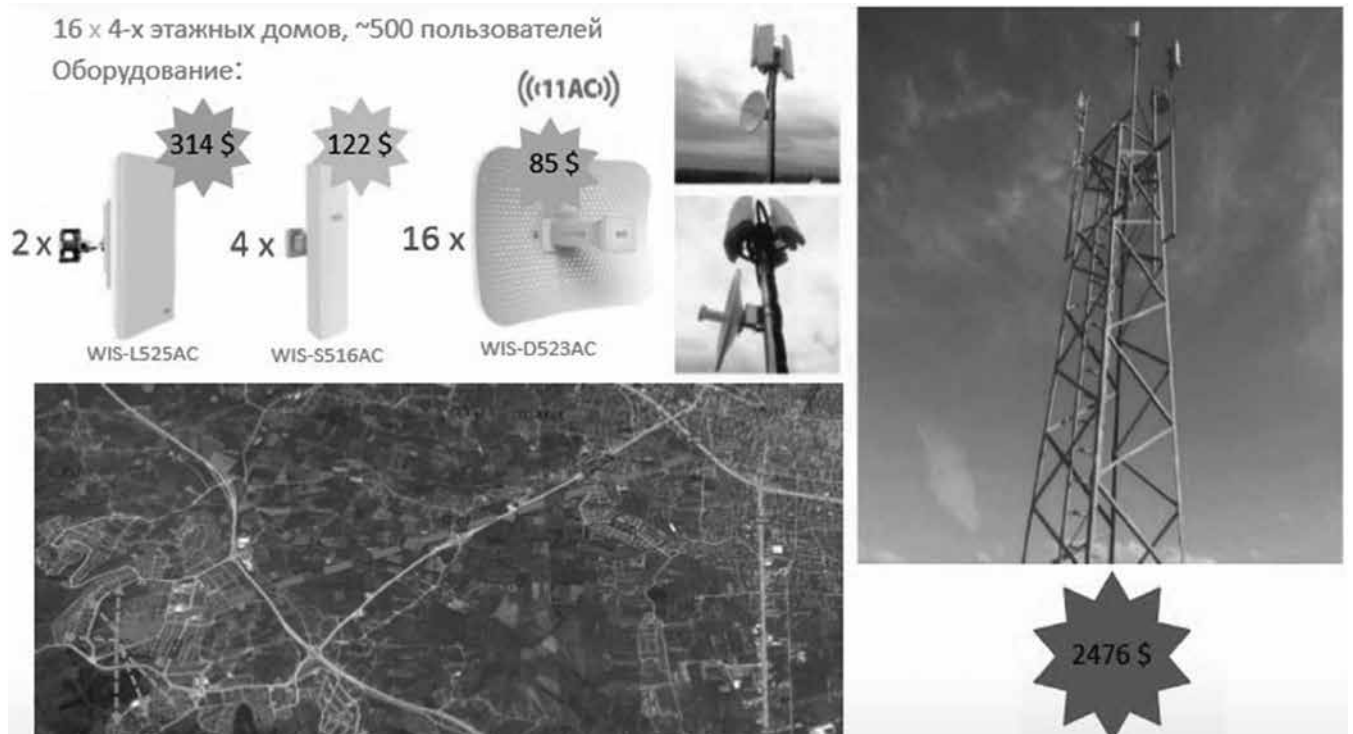 16 x 4-х этажных домов, ~500 пользователей
Оборудование:
((11AC))
314 $
122 $
85 $
2 x
4 x
16 x
WIS-L525AC
WIS-S516AC
WIS-D523AC
2476 $